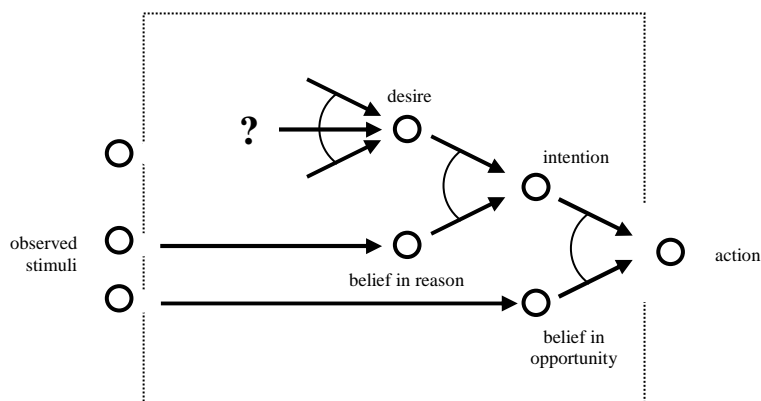 desire
?
intention
observed
stimuli
action
belief in reason
belief in
opportunity